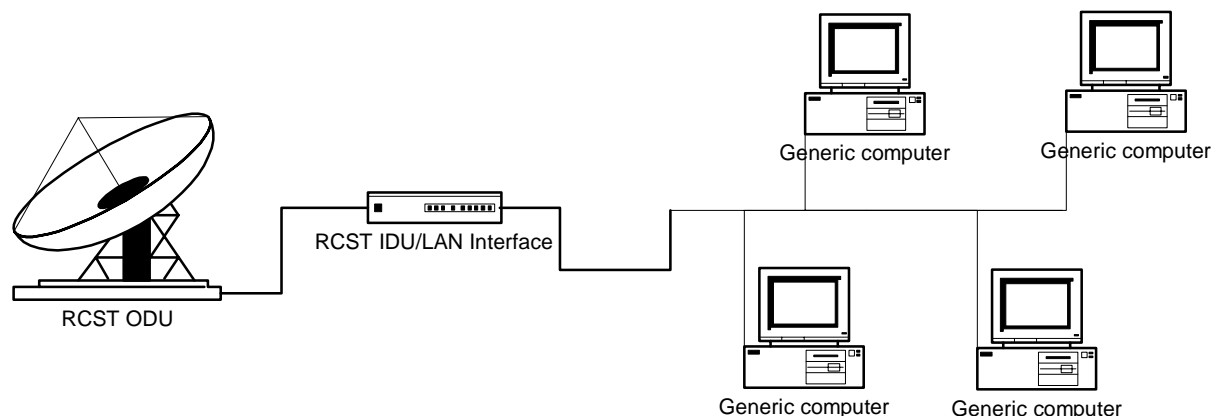 Generic computer
Generic computer
RCST IDU/LAN Interface
RCST ODU
Generic computer
Generic computer